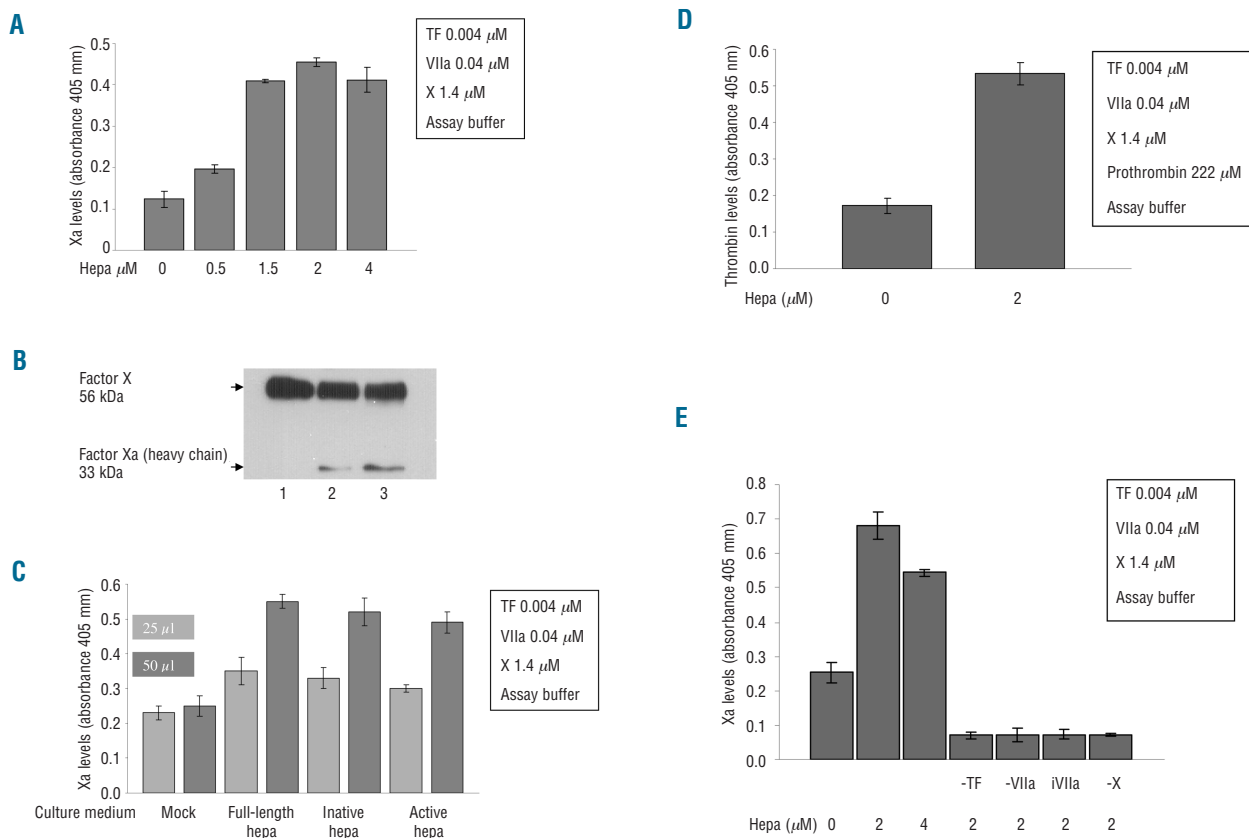 A
Xa levels (absorbance 405 mm)
0.5
0.4
0.3
0.2
0.1
0
Hepa µM 0 0.5 1.5 2 4
TF 0.004 µM
VIIa 0.04 µM
X 1.4 µM
Assay buffer
B
Factor X
56 kDa
Factor Xa (heavy chain)
33 kDa
1 2 3
C
Xa levels (absorbance 405 mm)
0.6
0.5
0.4
0.3
0.2
0.1
0.0
25 µl
50 µl
Culture medium Mock Full-length Inative Active
hepa hepa hepa
TF 0.004 µM
VIIa 0.04 µM
X 1.4 µM
Assay buffer
D
Thrombin levels (absorbance 405 nm)
0.6
0.5
0.4
0.3
0.2
0.1
0.0
Hepa (µM) 0 2
TF 0.004 µM
VIIa 0.04 µM
X 1.4 µM
Prothrombin 222 µM
Assay buffer
E
Xa levels (absorbance 405 mm)
0.8
0.7
0.6
0.5
0.4
0.3
0.2
0.1
0.0
-TF -VIIa iVIIa -X
Hepa (µM) 0 2 4 2 2 2 2
TF 0.004 µM
VIIa 0.04 µM
X 1.4 µM
Assay buffer